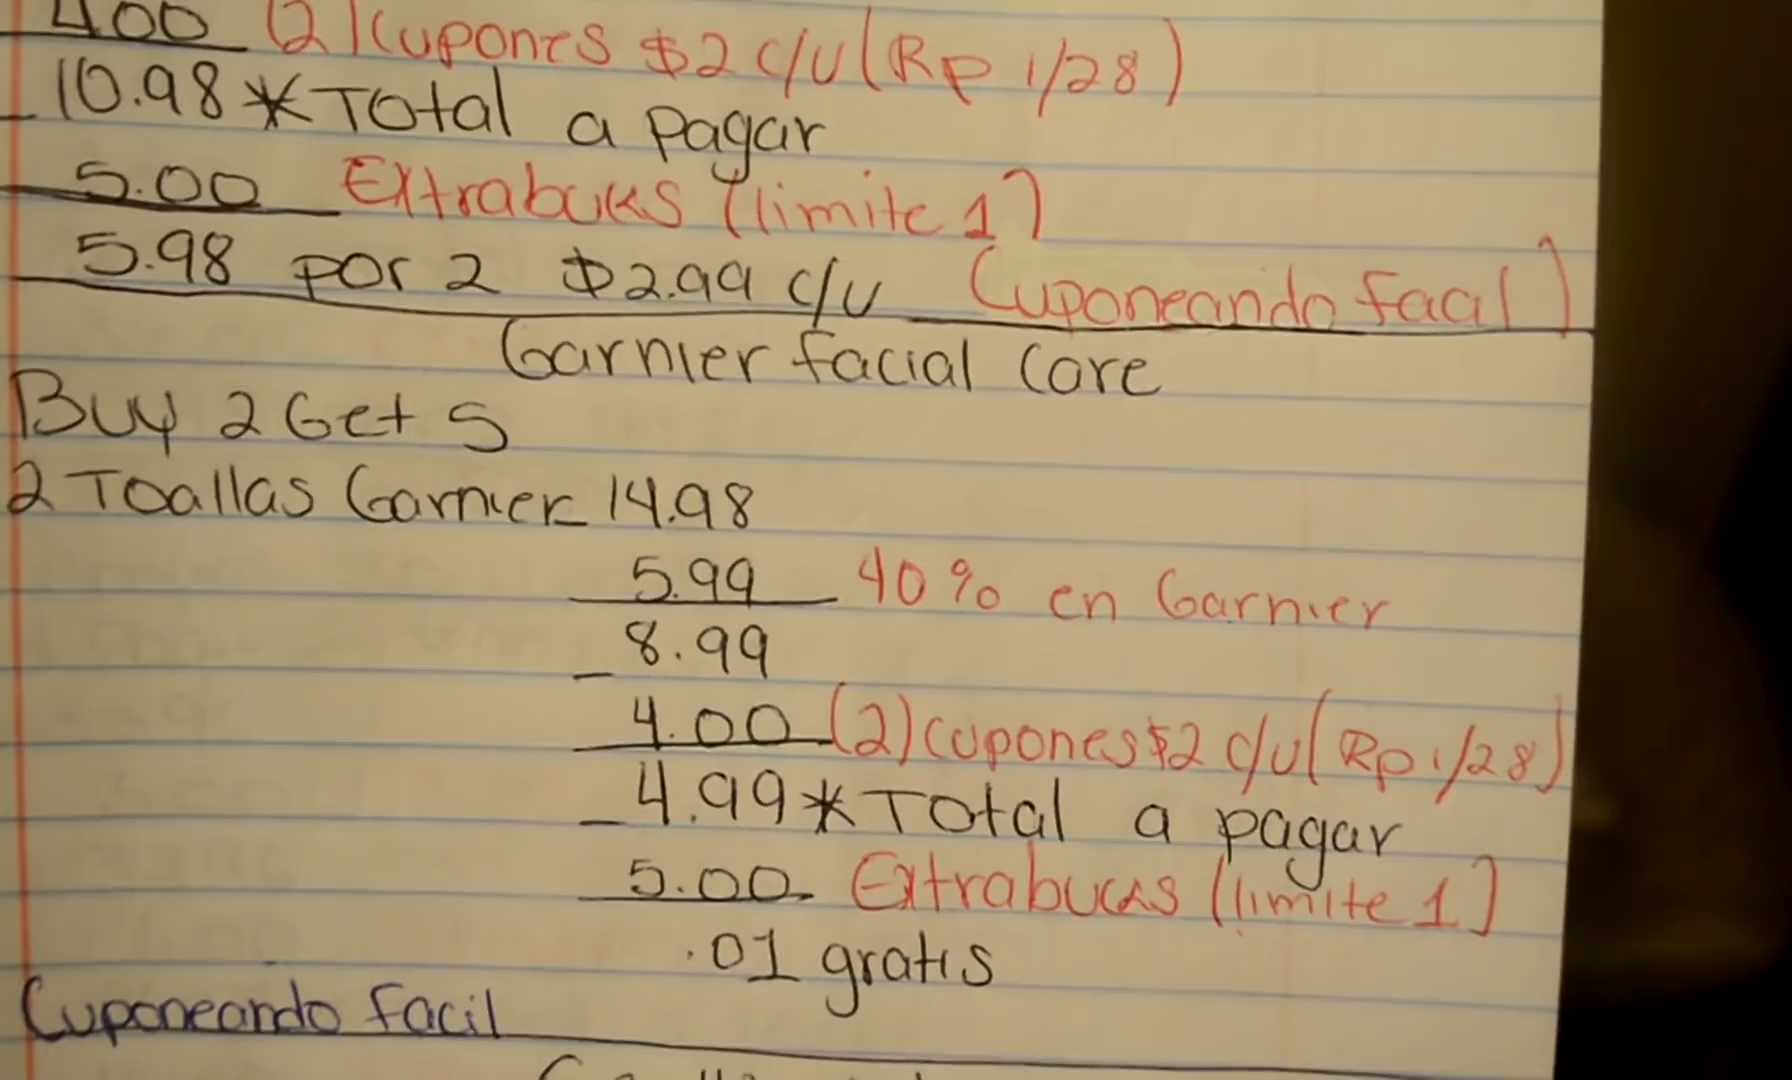 4.00 (2) Cupones $2 c/u (Rp 1/28)
10.98 * Total a pagar
5.00 Extrabuks (limite 1)
5.98 por 2 $2.99 c/u Cuponeando facil)
Garnier facial Care
Buy 2 Get 5
2 Toallas Garnier 14.98
5.99 40% en Garnier
8.99
- 4.00 (2) cupones $2 c/u (Rp 1/28)
4.99 * Total a pagar
- 5.00 Extrabucks (limite 1)
.01 gratis
Cuponeando facil